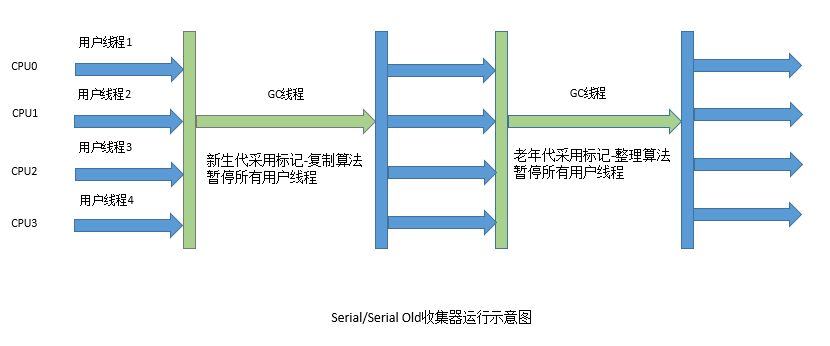 用户线程1
CPU0
用户线程2
CPU1
用户线程3
CPU2
用户线程4
CPU3
GC线程
新生代采用标记-复制算法
暂停所有用户线程
GC线程
老年代采用标记-整理算法
暂停所有用户线程
Serial/Serial Old收集器运行示意图